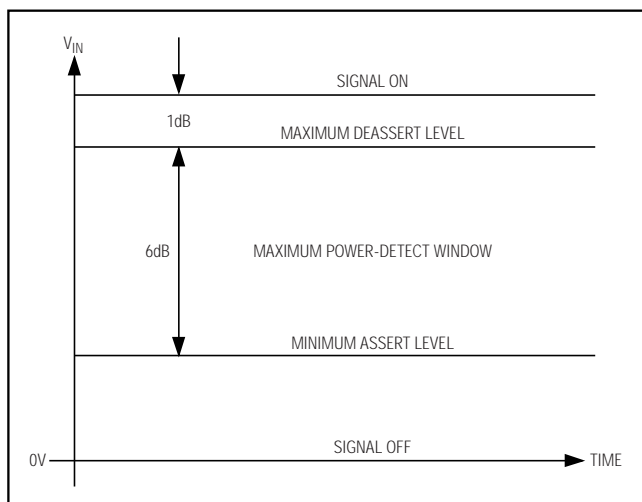 V_IN
SIGNAL ON
1dB
MAXIMUM DEASSERT LEVEL
6dB
MAXIMUM POWER-DETECT WINDOW
MINIMUM ASSERT LEVEL
0V
SIGNAL OFF
TIME